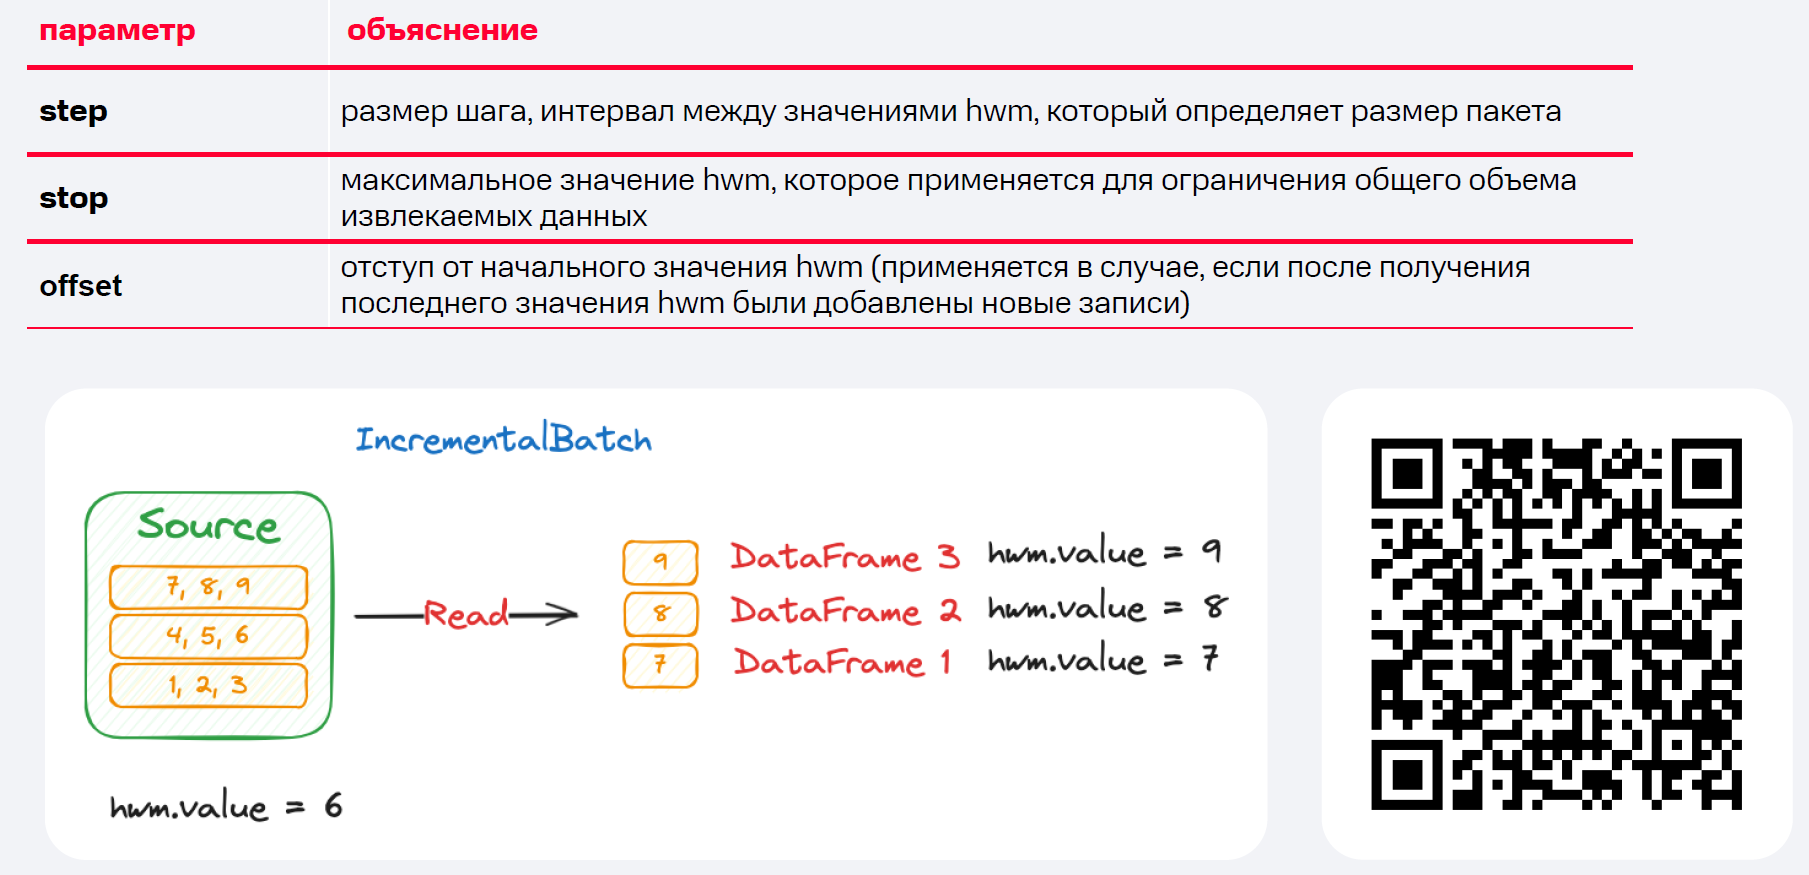 параметр объяснение
step размер шага, интервал между значениями hwm, который определяет размер пакета
stop максимальное значение hwm, которое применяется для ограничения общего объема
извлекаемых данных
offset отступ от начального значения hwm (применяется в случае, если после получения
последнего значения hwm были добавлены новые записи)
IncrementalBatch
Source
7, 8, 9
4, 5, 6
1, 2, 3
hwm.value = 6
Read
9 DataFrame 3 hwm.value = 9
8 DataFrame 2 hwm.value = 8
7 DataFrame 1 hwm.value = 7